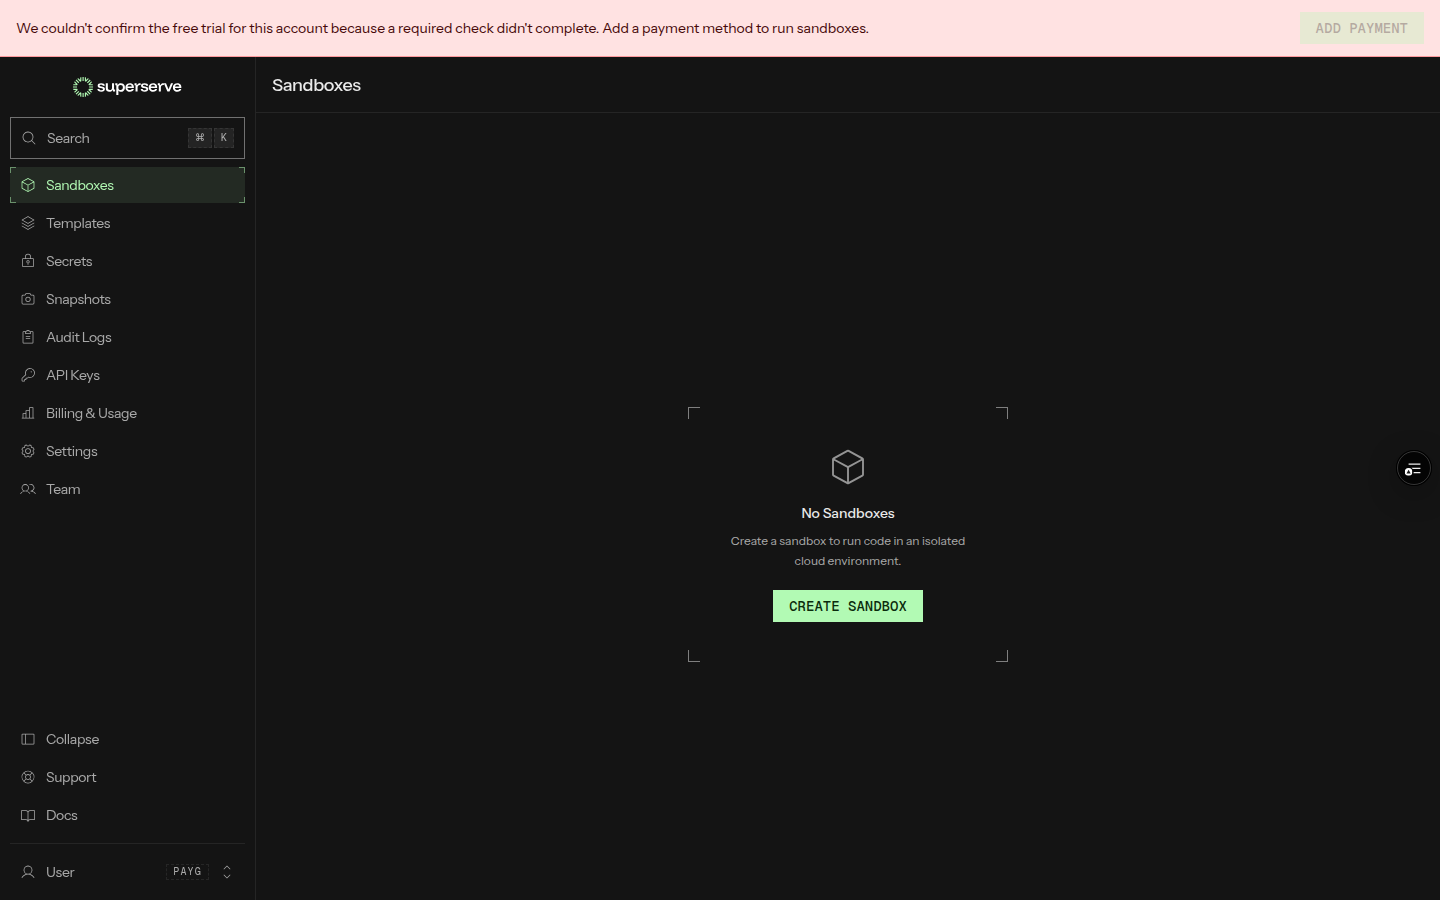 We couldn't confirm the free trial for this account because a required check didn't complete. Add a payment method to run sandboxes.
ADD PAYMENT
superserve
Sandboxes
Search
⌘ K
Sandboxes
Templates
Secrets
Snapshots
Audit Logs
API Keys
Billing & Usage
Settings
Team
No Sandboxes
Create a sandbox to run code in an isolated
cloud environment.
CREATE SANDBOX
Collapse
Support
Docs
User
PAYG